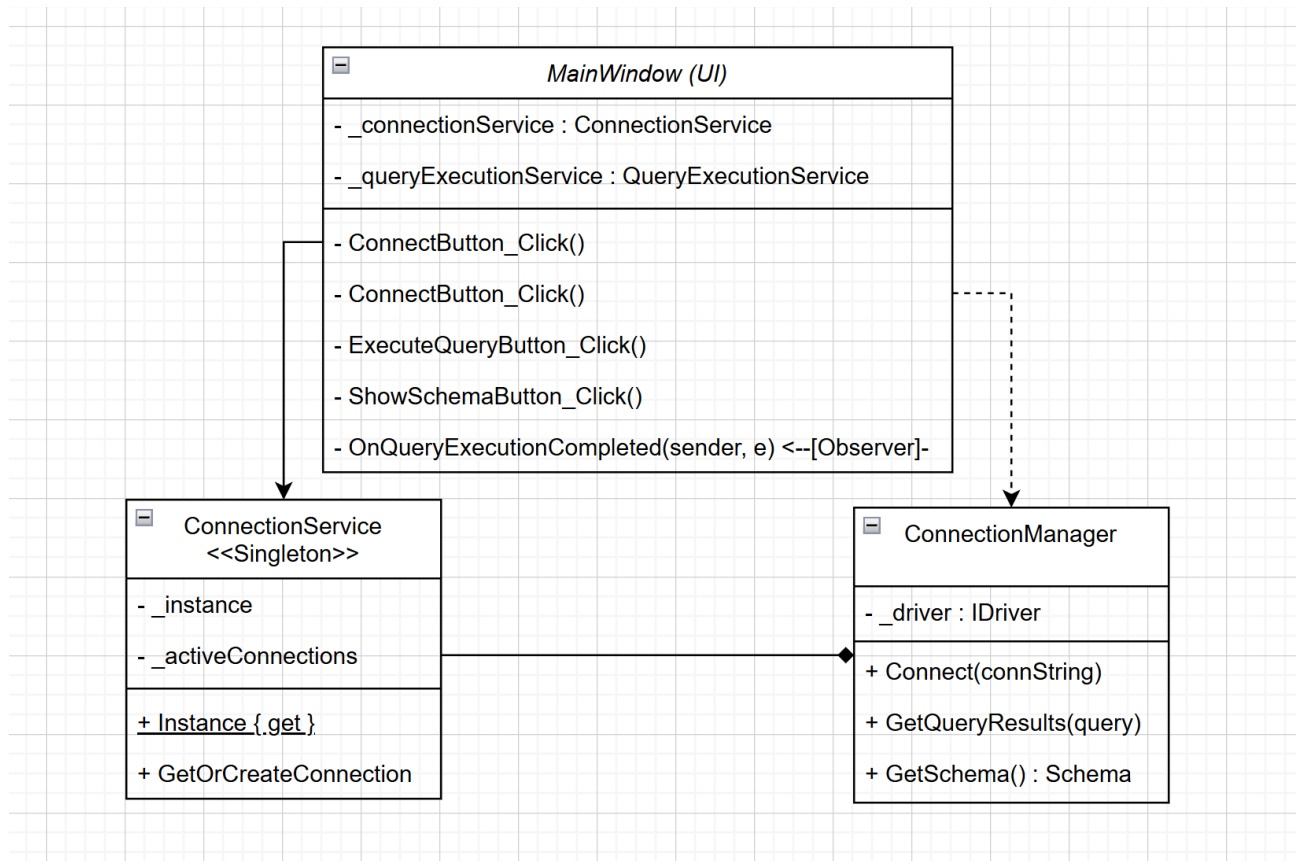 MainWindow (UI)
- _connectionService : ConnectionService
- _queryExecutionService : QueryExecutionService
- ConnectButton_Click()
- ConnectButton_Click()
- ExecuteQueryButton_Click()
- ShowSchemaButton_Click()
- OnQueryExecutionCompleted(sender, e) <--[Observer]-
ConnectionService
<<Singleton>>
- _instance
- _activeConnections
+ Instance { get }
+ GetOrCreateConnection
ConnectionManager
- _driver : IDriver
+ Connect(connString)
+ GetQueryResults(query)
+ GetSchema() : Schema